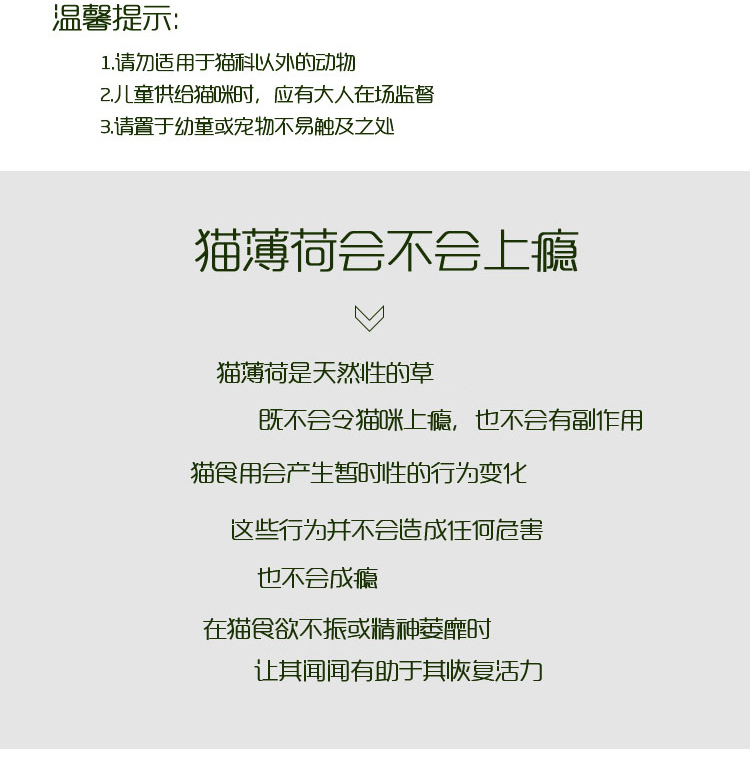 温馨提示:
1.请勿适用于猫科以外的动物
2.儿童供给猫咪时，应有大人在场监督
3.请置于幼童或宠物不易触及之处
猫薄荷会不会上瘾
猫薄荷是天然性的草
既不会令猫咪上瘾，也不会有副作用
猫食用会产生暂时性的行为变化
这些行为并不会造成任何危害
也不会成瘾
在猫食欲不振或精神萎靡时
让其闻闻有助于其恢复活力